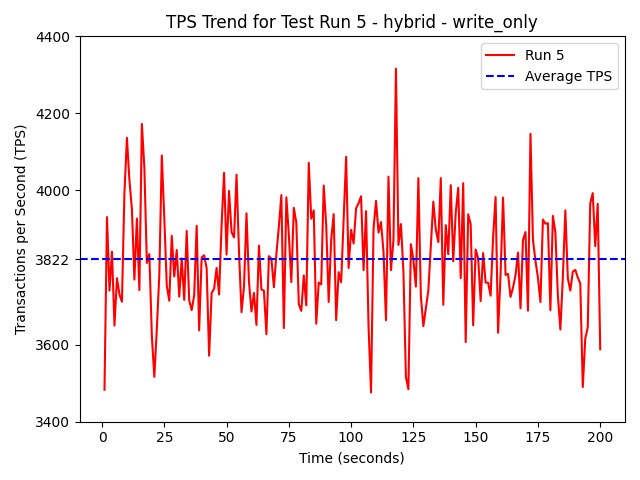 TPS Trend for Test Run 5 - hybrid - write_only
Run 5
Average TPS
Transactions per Second (TPS)
4400
4200
4000
3822
3600
3400
0 25 50 75 100 125 150 175 200
Time (seconds)